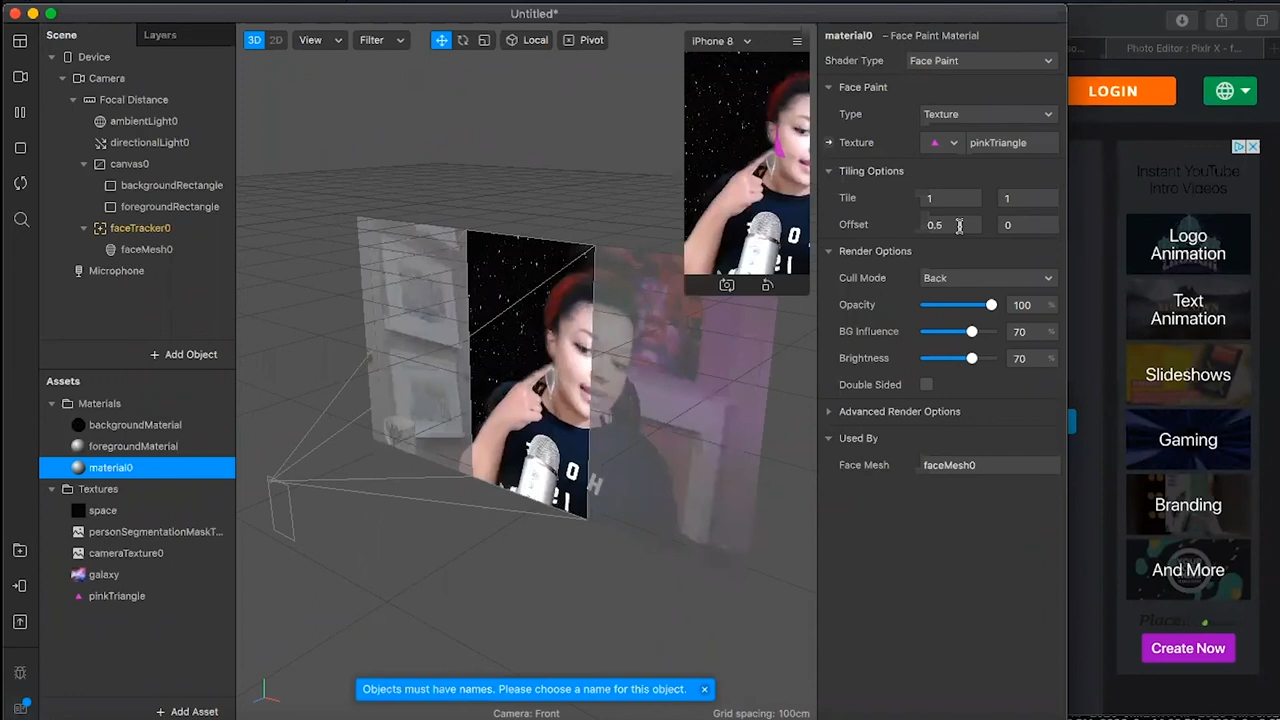 Untitled*
Scene
Layers
Device
Camera
Focal Distance
ambientLight0
directionalLight0
canvas0
backgroundRectangle
foregroundRectangle
faceTracker0
faceMesh0
Microphone
Add Object
Assets
Materials
backgroundMaterial
foregroundMaterial
material0
Textures
space
personSegmentationMaskT...
cameraTexture0
galaxy
pinkTriangle
Add Asset
3D
2D
View
Filter
Local
Pivot
iPhone 8
Objects must have names. Please choose a name for this object.
Camera: Front
Grid spacing: 100cm
material0 – Face Paint Material
Shader Type
Face Paint
Face Paint
Type
Texture
Texture
pinkTriangle
Tiling Options
Tile
1
1
Offset
0.5
0
Render Options
Cull Mode
Back
Opacity
100
%
BG Influence
70
%
Brightness
70
%
Double Sided
Advanced Render Options
Used By
Face Mesh
faceMesh0
Photo Editor : Pixlr X - f...
LOGIN
Instant YouTube
Intro Videos
Logo
Animation
Text
Animation
Slideshows
Gaming
Branding
And More
Place.
Create Now